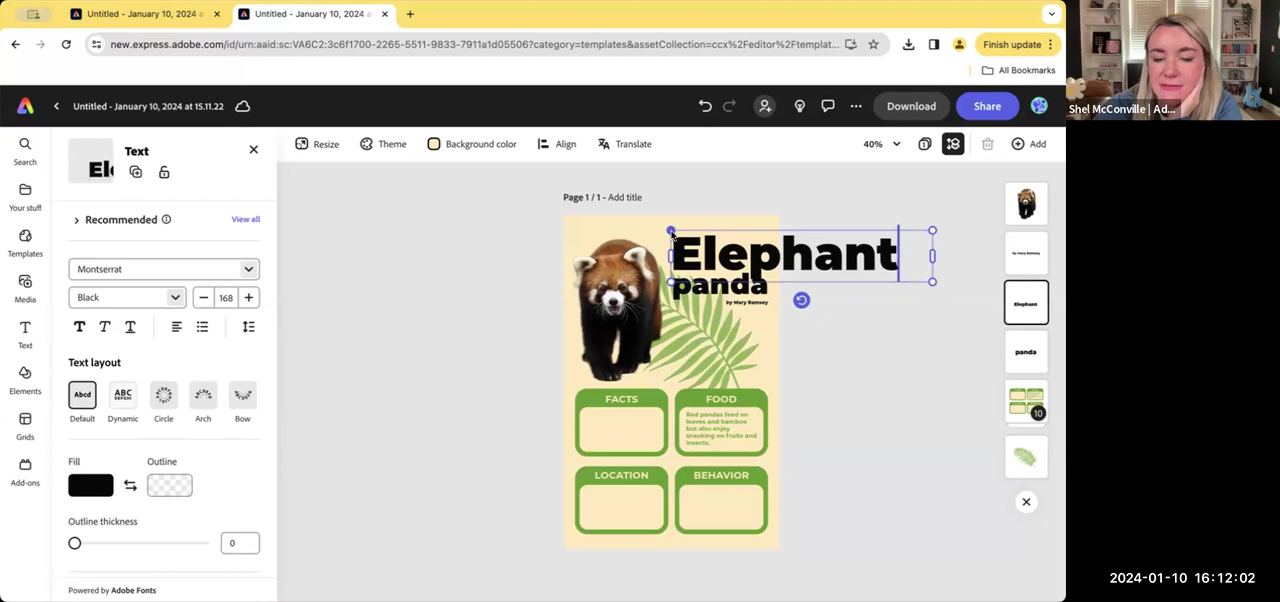 Untitled - January 10, 2024 a
Untitled - January 10, 2024 a
new.express.adobe.com/id/urn:aaid:sc:VA6C2:3c6f1700-2265-5511-9833-7911a1d05506?category=templates&assetCollection=ccx%2Feditor%2Ftemplat...
Finish update
All Bookmarks
Untitled - January 10, 2024 at 15.11.22
Download
Share
Shel McConville | Ad...
Search
Your stuff
Templates
Media
Text
Elements
Grids
Add-ons
Text
Recommended
View all
Montserrat
Black
168
Text layout
Abcd
ABC
Default
Dynamic
Circle
Arch
Bow
Fill
Outline
Outline thickness
0
Powered by Adobe Fonts
Resize
Theme
Background color
Align
Translate
40%
Add
Page 1 / 1 - Add title
Elephant
panda
by Mary Ramsey
FACTS
FOOD
Red pandas feed on
leaves and bamboo
but also enjoy
snacking on fruits and
insects.
LOCATION
BEHAVIOR
by Mary Ramsey
Elephant
panda
10
2024-01-10 16:12:02